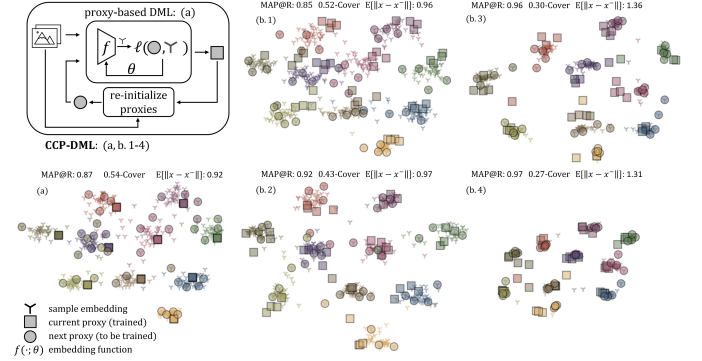 proxy-based DML: (a)
f
ℓ( , )
θ
re-initialize
proxies
CCP-DML: (a, b. 1-4)
MAP@R: 0.85 0.52-Cover E[‖x − x⁻‖]: 0.96
(b. 1)
MAP@R: 0.96 0.30-Cover E[‖x − x⁻‖]: 1.36
(b. 3)
MAP@R: 0.87 0.54-Cover E[‖x − x⁻‖]: 0.92
(a)
MAP@R: 0.92 0.43-Cover E[‖x − x⁻‖]: 0.97
(b. 2)
MAP@R: 0.97 0.27-Cover E[‖x − x⁻‖]: 1.31
(b. 4)
sample embedding
current proxy (trained)
next proxy (to be trained)
f(·; θ) embedding function